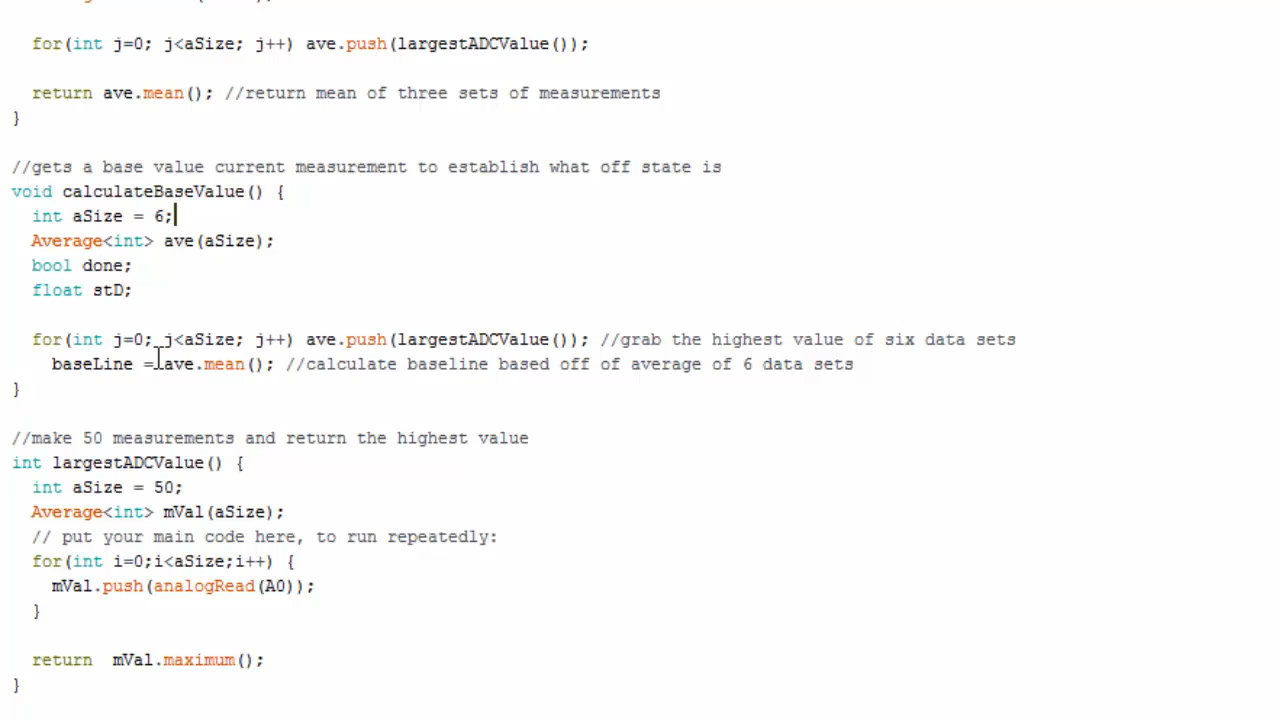 for(int j=0; j<aSize; j++) ave.push(largestADCValue());
return ave.mean(); //return mean of three sets of measurements
}
//gets a base value current measurement to establish what off state is
void calculateBaseValue() {
int aSize = 6;
Average<int> ave(aSize);
bool done;
float stD;
for(int j=0; j<aSize; j++) ave.push(largestADCValue()); //grab the highest value of six data sets
baseLine = ave.mean(); //calculate baseline based off of average of 6 data sets
}
//make 50 measurements and return the highest value
int largestADCValue() {
int aSize = 50;
Average<int> mVal(aSize);
// put your main code here, to run repeatedly:
for(int i=0;i<aSize;i++) {
mVal.push(analogRead(A0));
}
return  mVal.maximum();
}